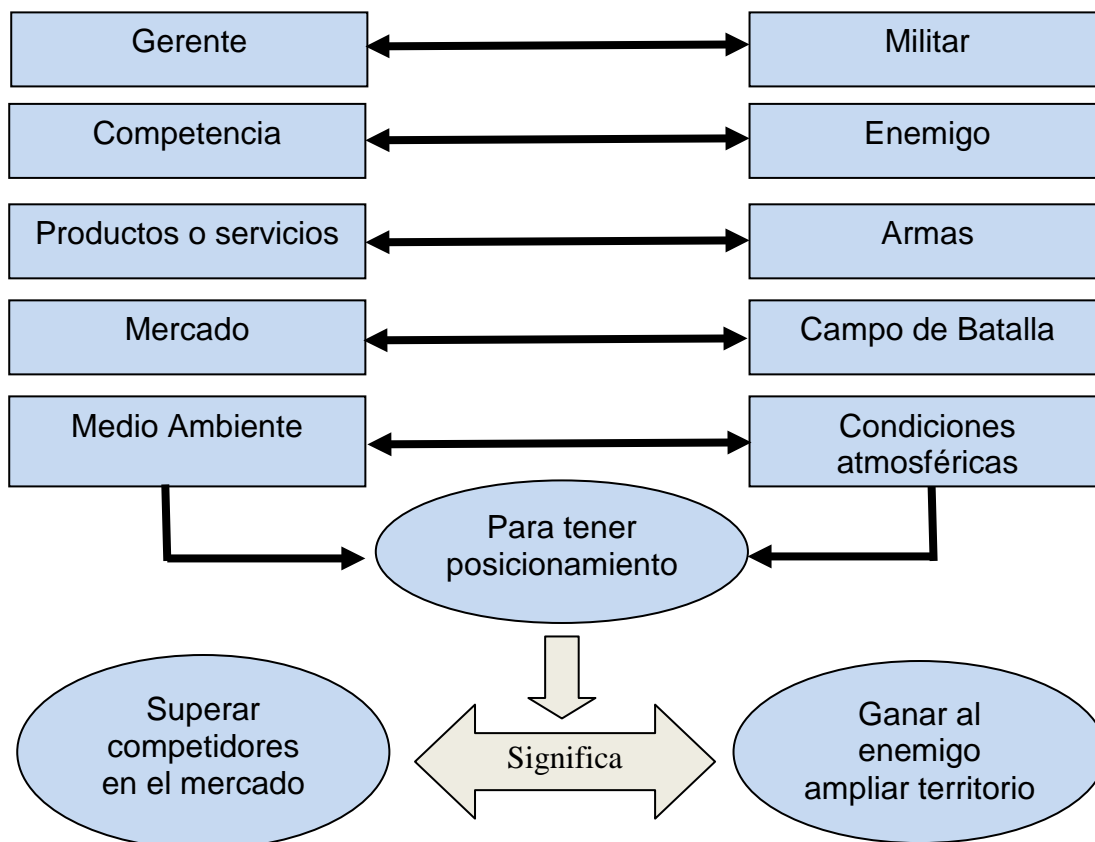 Gerente
Militar
Competencia
Enemigo
Productos o servicios
Armas
Mercado
Campo de Batalla
Medio Ambiente
Condiciones
atmosféricas
Para tener
posicionamiento
Superar
competidores
en el mercado
Significa
Ganar al
enemigo
ampliar territorio